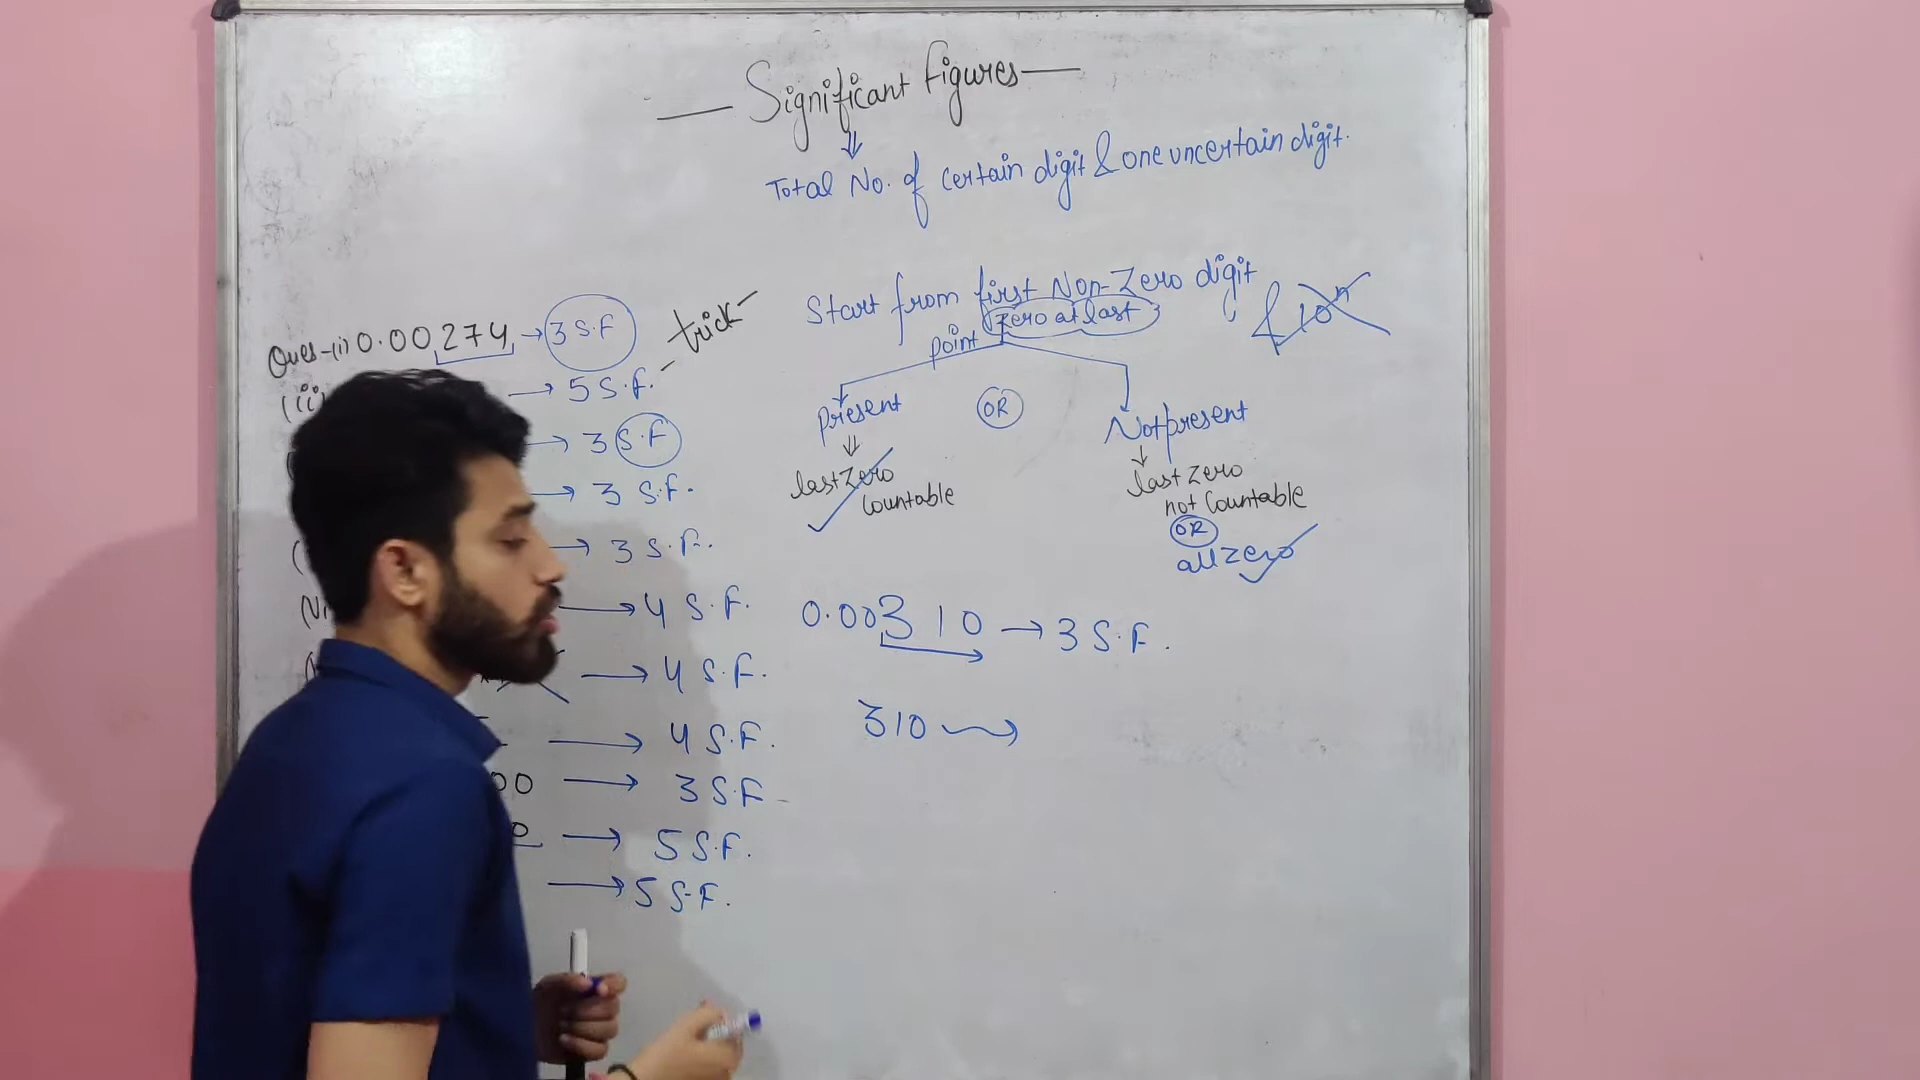 Significant figures
Total No. of certain digit & one uncertain digit.
Start from first Non-Zero digit & 10ⁿ
zero at last
point
Present OR Not present
last zero
Countable
last zero
not Countable
OR
all zero
0.00310 → 3 S.F.
310
Ques-(i) 0.00274 → 3 S.F
trick
(ii) → 5 S.F.
→ 3 S.F
→ 3 S.F.
→ 3 S.F.
→ 4 S.F.
→ 4 S.F.
→ 4 S.F.
00 → 3 S.F
0 → 5 S.F.
→ 5 S.F.